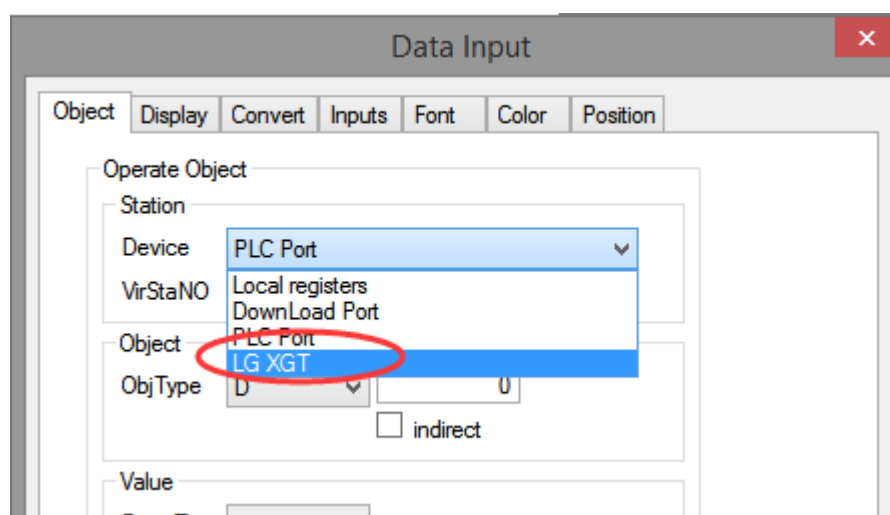 Data Input
Object Display Convert Inputs Font Color Position
Operate Object
Station
Device PLC Port
VirStaNO Local registers
DownLoad Port
PLC Port
Object LG XGT
ObjType D 0
indirect
Value